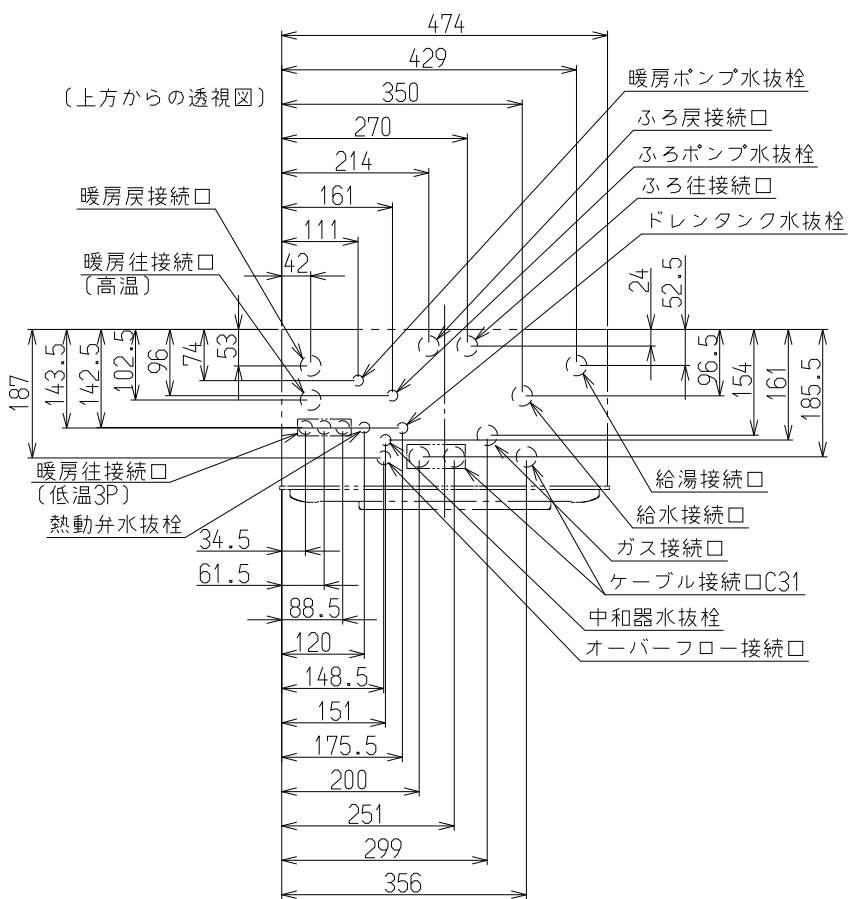 474
429
暖房ポンプ水抜栓
(上方からの透視図)
350
ふろ戻接続口
270
ふろポンプ水抜栓
214
ふろ往接続口
暖房戻接続口
161
ドレンタンク水抜栓
111
暖房往接続口
(高温)
42
24
52.5
187
143.5
142.5
102.5
96
74
53
96.5
154
161
185.5
暖房往接続口
(低温3P)
熱動弁水抜栓
給湯接続口
給水接続口
34.5
ガス接続口
61.5
ケーブル接続口C31
88.5
中和器水抜栓
120
オーバーフロー接続口
148.5
151
175.5
200
251
299
356